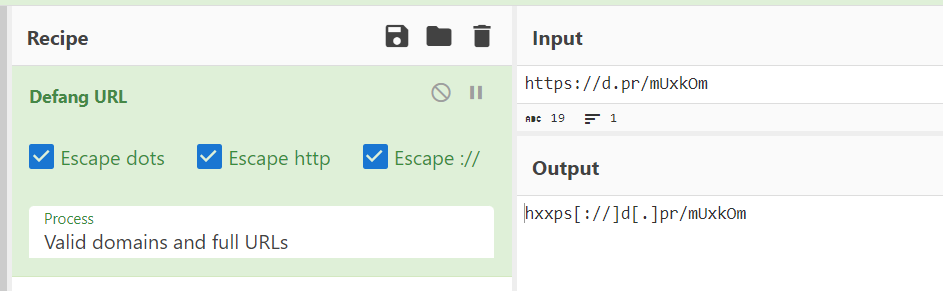 Recipe
Defang URL
Escape dots
Escape http
Escape ://
Process
Valid domains and full URLs
Input
https://d.pr/mUxkOm
ABC 19 1
Output
hxxps[://]d[.]pr/mUxkOm